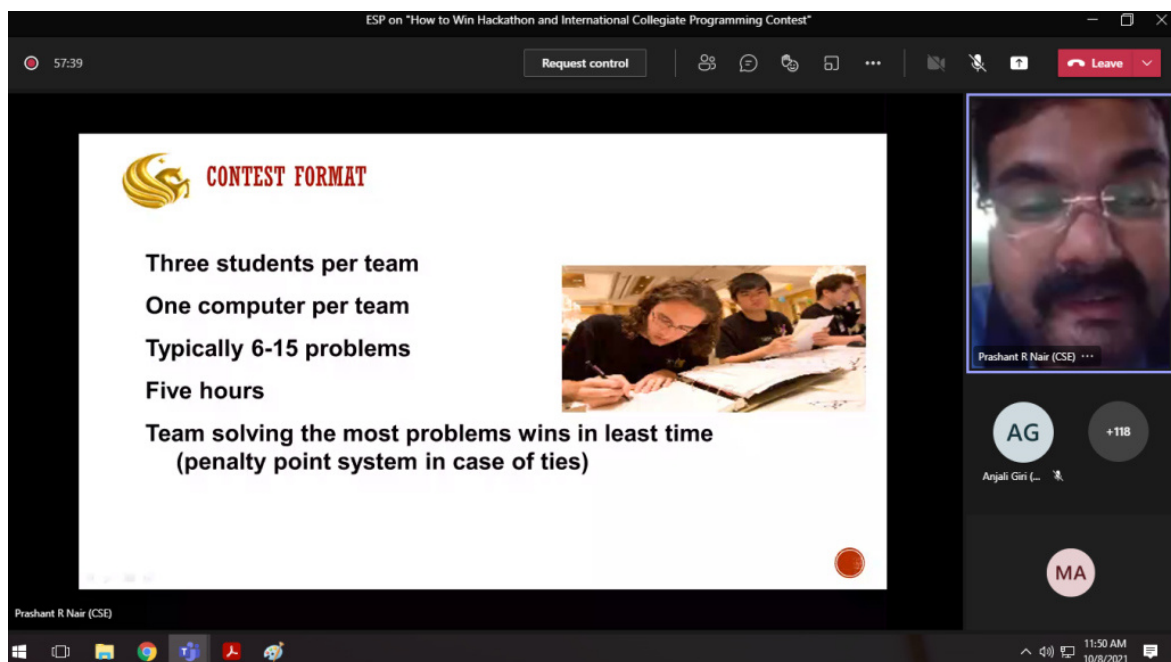 ESP on "How to Win Hackathon and International Collegiate Programming Contest"
57:39
Request control
Leave
CONTEST FORMAT
Three students per team
One computer per team
Typically 6-15 problems
Five hours
Team solving the most problems wins in least time
(penalty point system in case of ties)
Prashant R Nair (CSE)
Prashant R Nair (CSE) ···
AG
+118
Anjali Giri (...
MA
11:50 AM
10/8/2021